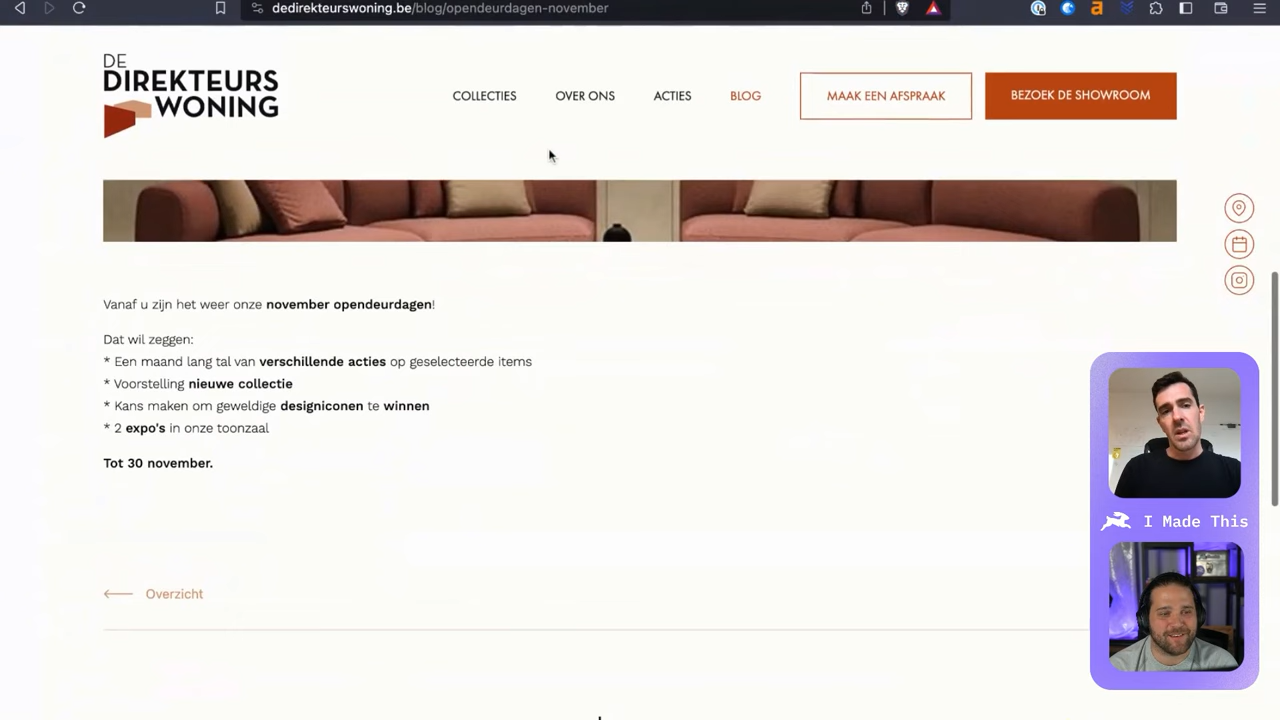 dedirekteurswoning.be/blog/opendeurdagen-november
DE
DIREKTEURS
WONING
COLLECTIES
OVER ONS
ACTIES
BLOG
MAAK EEN AFSPRAAK
BEZOEK DE SHOWROOM
Vanaf u zijn het weer onze november opendeurdagen!
Dat wil zeggen:
* Een maand lang tal van verschillende acties op geselecteerde items
* Voorstelling nieuwe collectie
* Kans maken om geweldige designiconen te winnen
* 2 expo's in onze toonzaal
Tot 30 november.
I Made This
Overzicht